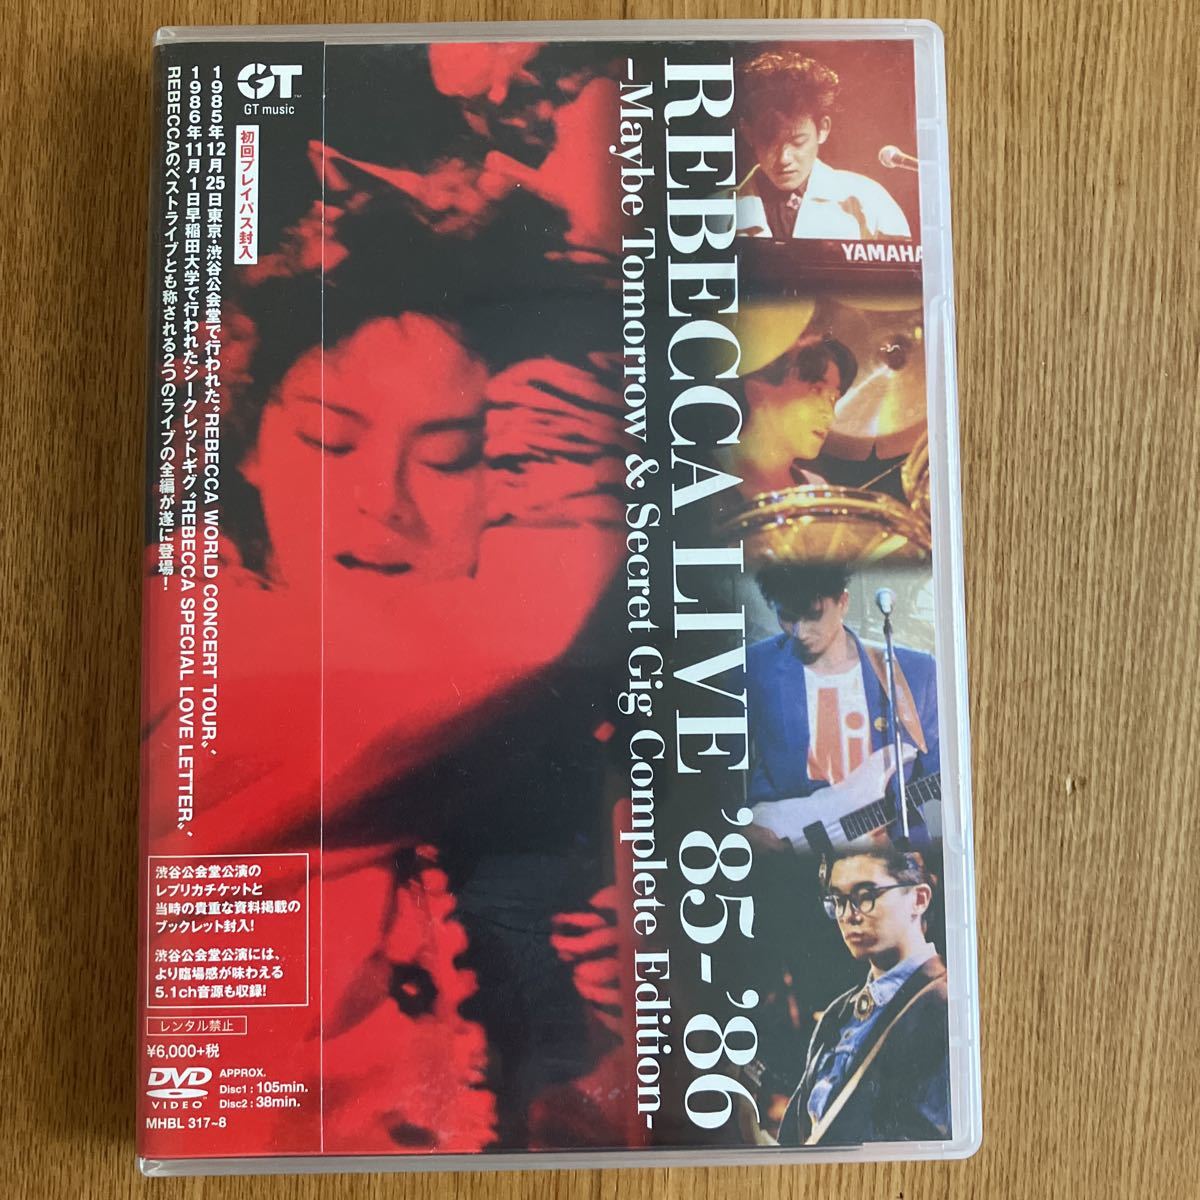 GT
GT music
初回プレイパス封入
1985年12月25日東京・渋谷公会堂で行われた“REBECCA WORLD CONCERT TOUR”、
1986年11月1日早稲田大学で行われたシークレットギグ“REBECCA SPECIAL LOVE LETTER”、
REBECCAのベストライブとも称される2つのライブの全編が遂に登場！
渋谷公会堂公演の
レプリカチケットと
当時の貴重な資料掲載の
ブックレット封入！
渋谷公会堂公演には、
より臨場感が味わえる
5.1ch音源も収録！
レンタル禁止
¥6,000+税
DVD
VIDEO
APPROX.
Disc1 : 105min.
Disc2 : 38min.
MHBL 317~8
REBECCA LIVE '85-'86
-Maybe Tomorrow & Secret Gig Complete Edition-
YAMAHA